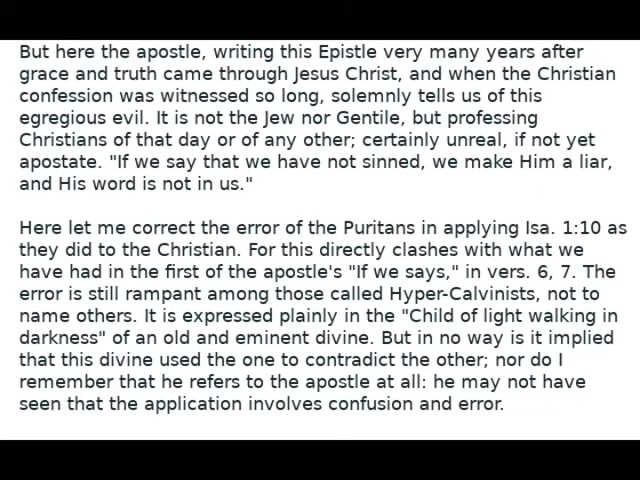 But here the apostle, writing this Epistle very many years after
grace and truth came through Jesus Christ, and when the Christian
confession was witnessed so long, solemnly tells us of this
egregious evil. It is not the Jew nor Gentile, but professing
Christians of that day or of any other; certainly unreal, if not yet
apostate. "If we say that we have not sinned, we make Him a liar,
and His word is not in us."
Here let me correct the error of the Puritans in applying Isa. 1:10 as
they did to the Christian. For this directly clashes with what we
have had in the first of the apostle's "If we says," in vers. 6, 7. The
error is still rampant among those called Hyper-Calvinists, not to
name others. It is expressed plainly in the "Child of light walking in
darkness" of an old and eminent divine. But in no way is it implied
that this divine used the one to contradict the other; nor do I
remember that he refers to the apostle at all: he may not have
seen that the application involves confusion and error.